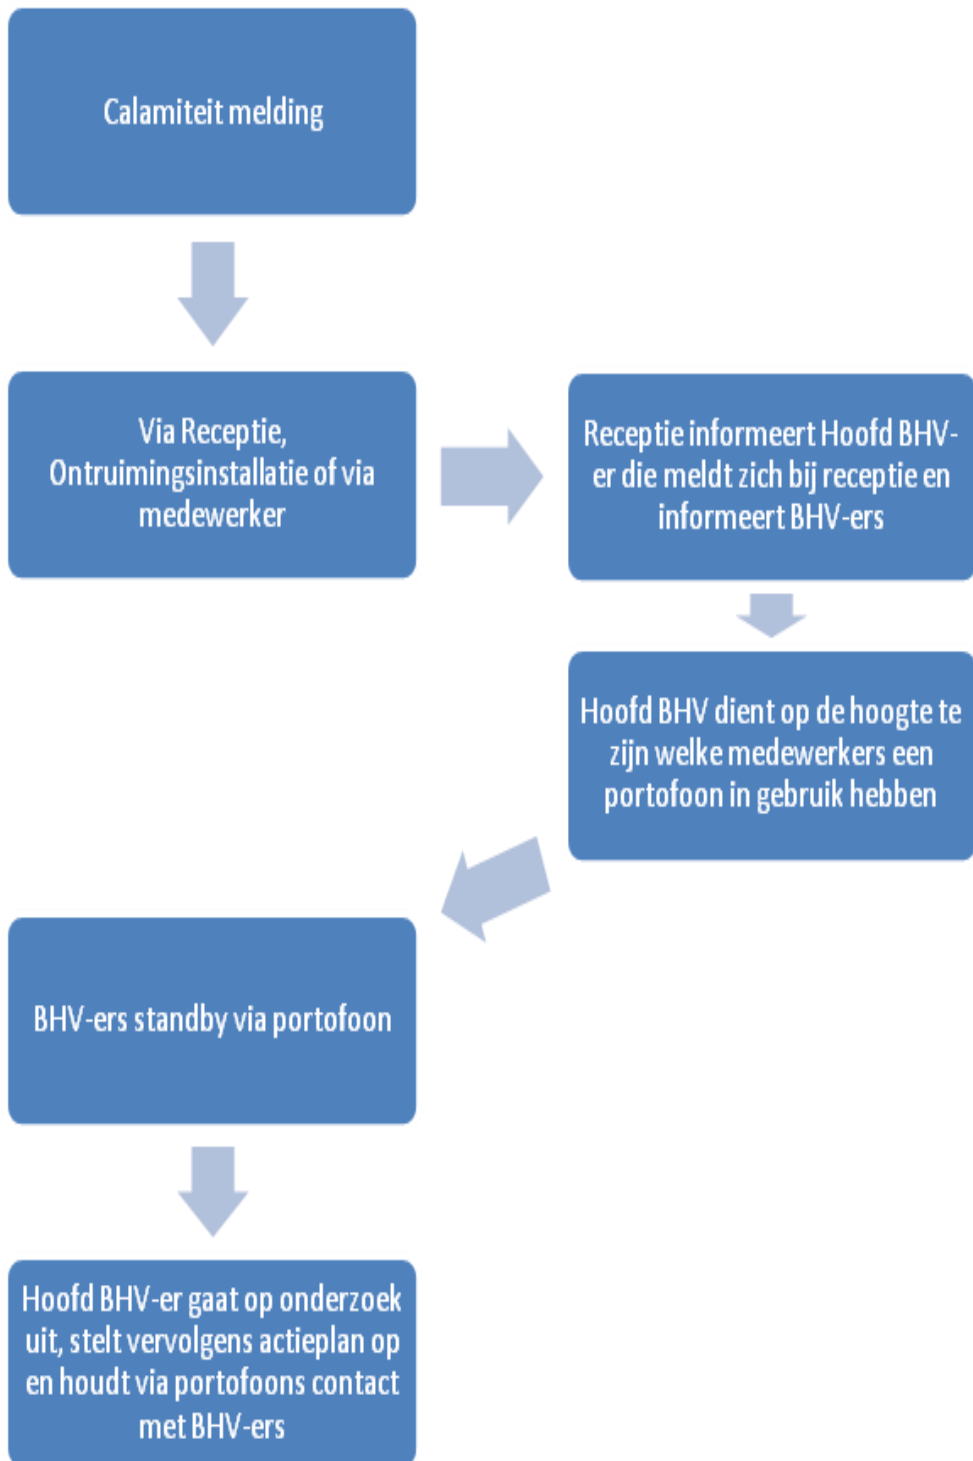 Calamiteit melding
Via Receptie,
Ontruimingsinstallatie of via
medewerker
Receptie informeert Hoofd BHV-
er die meldt zich bij receptie en
informeert BHV-ers
Hoofd BHV dient op de hoogte te
zijn welke medewerkers een
portofoon in gebruik hebben
BHV-ers standby via portofoon
Hoofd BHV-er gaat op onderzoek
uit, stelt vervolgens actieplan op
en houdt via portofoons contact
met BHV-ers